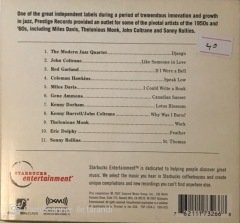 One of the great independent labels during a period of tremendous innovation and growth
in jazz, Prestige Records provided an outlet for some of the pivotal artists of the 1950s and
'60s, including Miles Davis, Thelonious Monk, John Coltrane and Sonny Rollins.
40
1. The Modern Jazz Quartet Django
2. John Coltrane Like Someone in Love
3. Red Garland If I Were a Bell
4. Coleman Hawkins Speak Low
5. Miles Davis I Could Write a Book
6. Gene Ammons Canadian Sunset
7. Kenny Dorham Lotus Blossom
8. Kenny Burrell/John Coltrane Why Was I Born?
9. Thelonious Monk Work
10. Eric Dolphy Feather
11. Sonny Rollins St. Thomas
STARBUCKS
entertainment
Starbucks Entertainment™ is dedicated to helping people discover great
music. We select the music you hear in Starbucks coffeehouses and create
unique compilations and new recordings you can't find anywhere else.